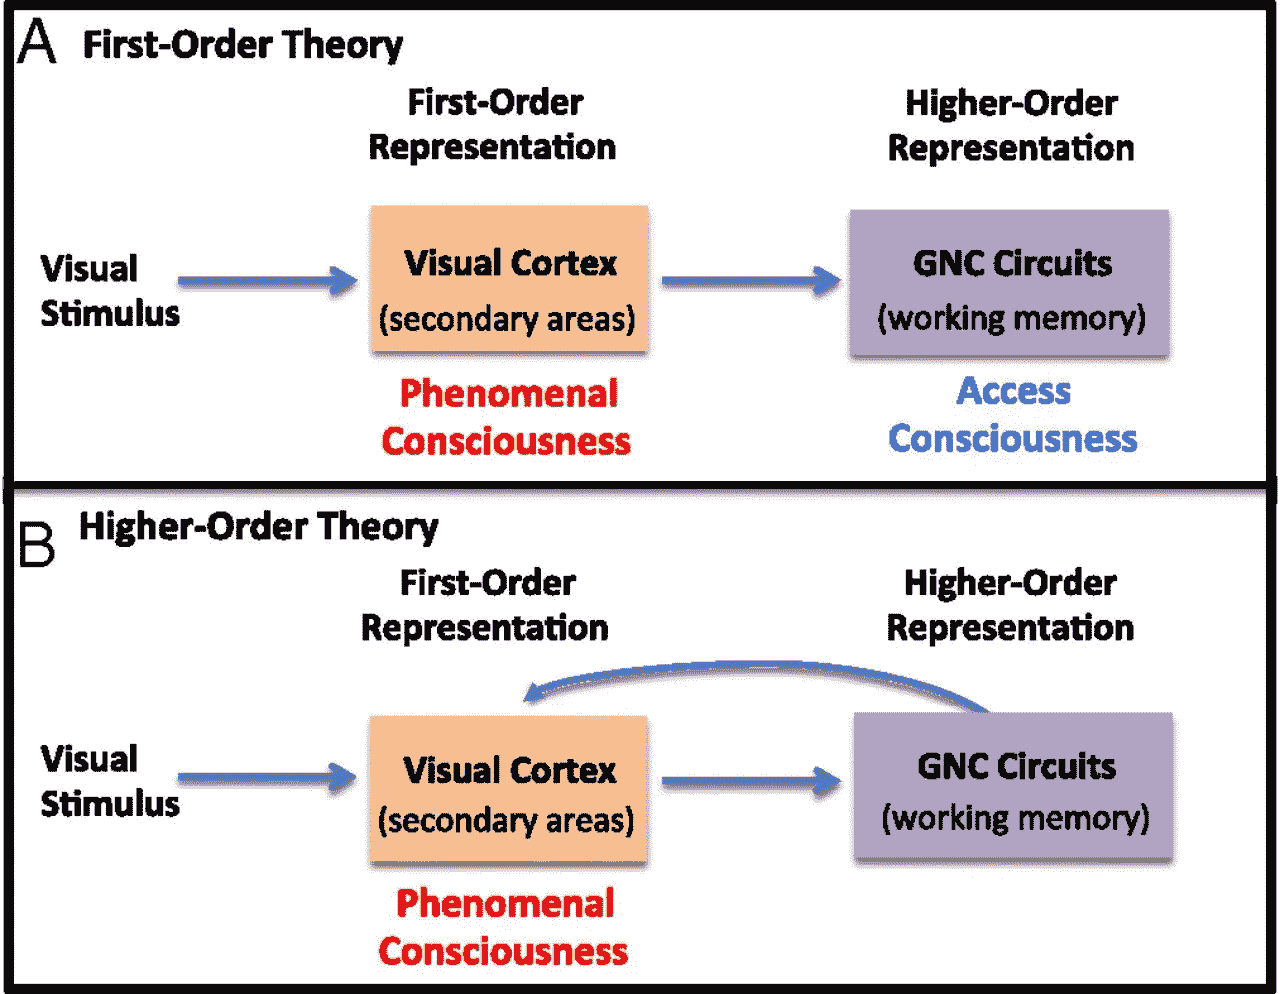 A First-Order Theory
First-Order
Representation
Higher-Order
Representation
Visual
Stimulus
Visual Cortex
(secondary areas)
GNC Circuits
(working memory)
Phenomenal
Consciousness
Access
Consciousness
B Higher-Order Theory
First-Order
Representation
Higher-Order
Representation
Visual
Stimulus
Visual Cortex
(secondary areas)
GNC Circuits
(working memory)
Phenomenal
Consciousness